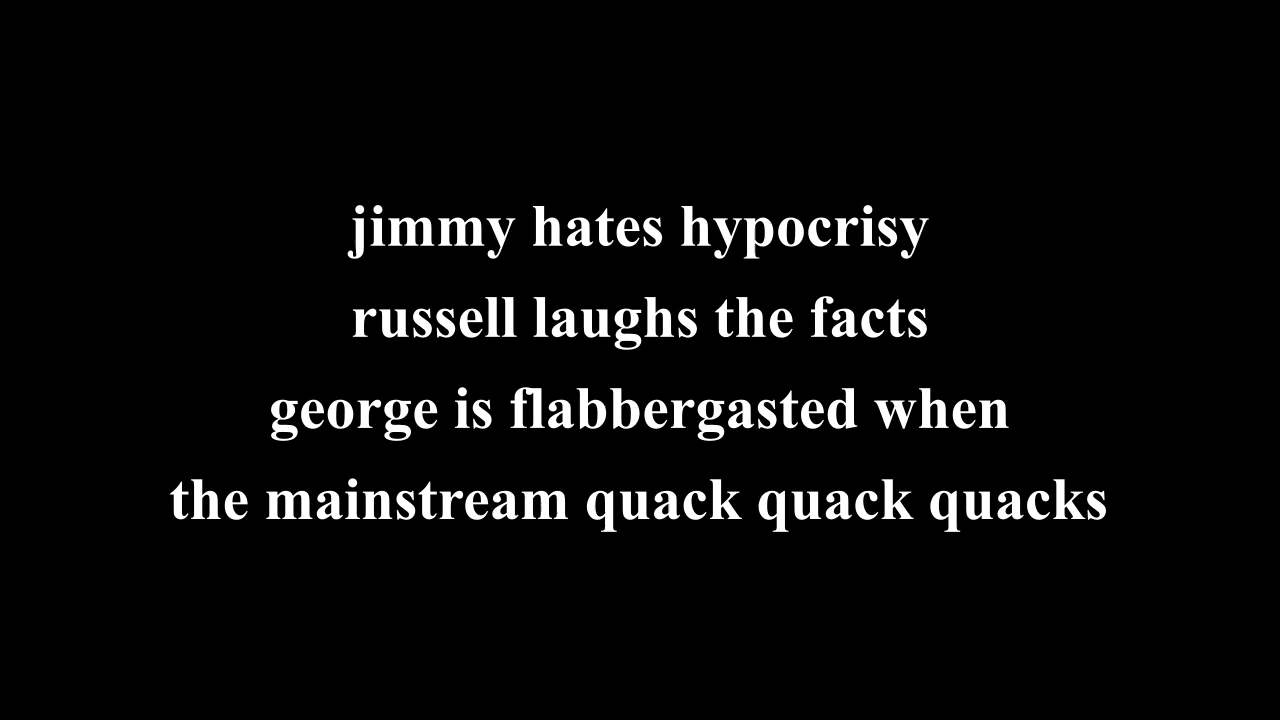 jimmy hates hypocrisy
russell laughs the facts
george is flabbergasted when
the mainstream quack quack quacks